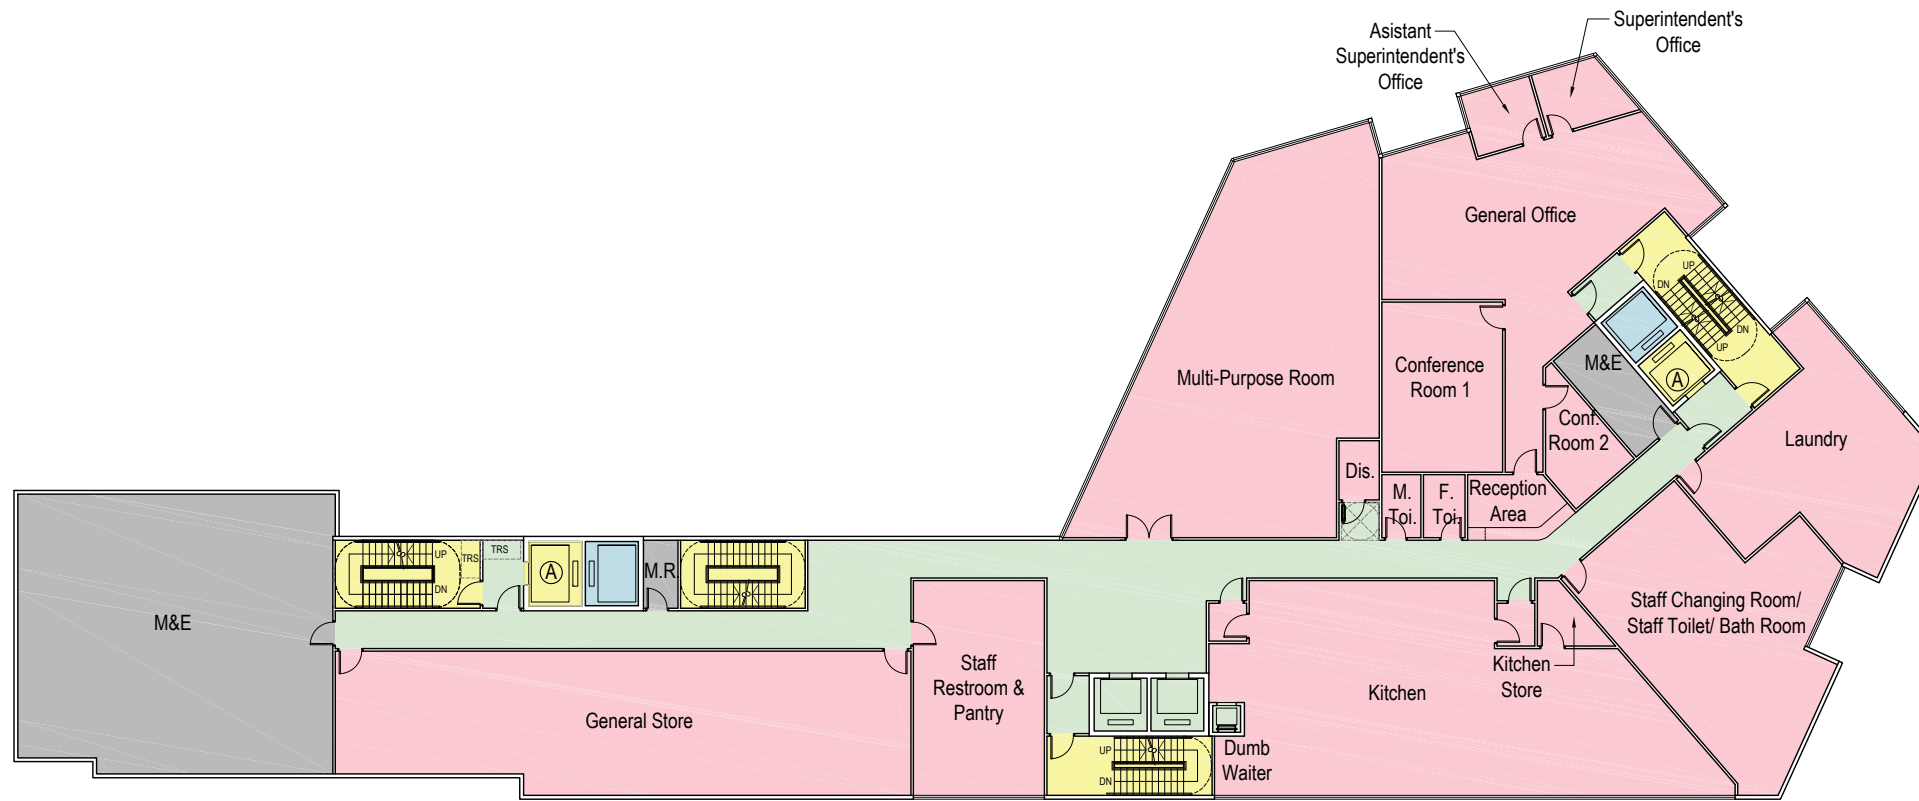 Superintendent's
Office
Asistant
Superintendent's
Office
General Office
UP
DN
DN
UP
Multi-Purpose Room
Conference
Room 1
M&E
A
Conf.
Room 2
Laundry
Dis.
M.
Toi.
F.
Toi.
Reception
Area
UP
DN
TRS
TRS
A
M.R.
M&E
Staff Changing Room/
Staff Toilet/ Bath Room
Staff
Restroom &
Pantry
Kitchen
Store
General Store
Kitchen
UP
DN
Dumb
Waiter